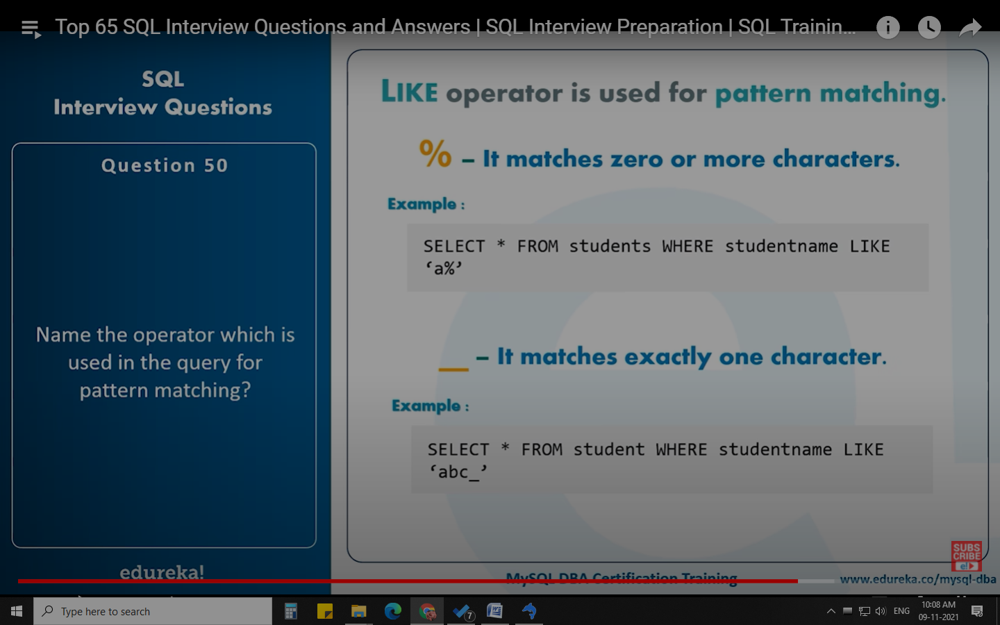 Top 65 SQL Interview Questions and Answers | SQL Interview Preparation | SQL Trainin...
SQL
Interview Questions
Question 50
Name the operator which is
used in the query for
pattern matching?
edureka!
LIKE operator is used for pattern matching.
% – It matches zero or more characters.
Example :
SELECT * FROM students WHERE studentname LIKE
‘a%’
_ – It matches exactly one character.
Example :
SELECT * FROM student WHERE studentname LIKE
‘abc_’
SUBS
CRIBE
e!
MySQL DBA Certification Training
www.edureka.co/mysql-dba
Type here to search
7
ENG
10:08 AM
09-11-2021